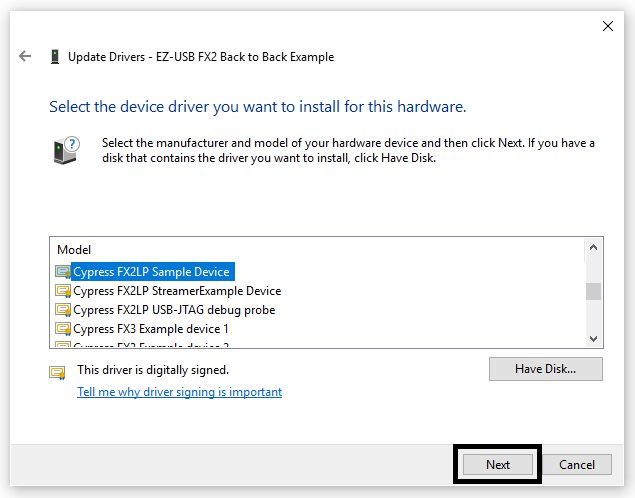 Update Drivers - EZ-USB FX2 Back to Back Example
Select the device driver you want to install for this hardware.
Select the manufacturer and model of your hardware device and then click Next. If you have a
disk that contains the driver you want to install, click Have Disk.
Model
Cypress FX2LP Sample Device
Cypress FX2LP StreamerExample Device
Cypress FX2LP USB-JTAG debug probe
Cypress FX3 Example device 1
This driver is digitally signed.
Have Disk...
Tell me why driver signing is important
Next
Cancel